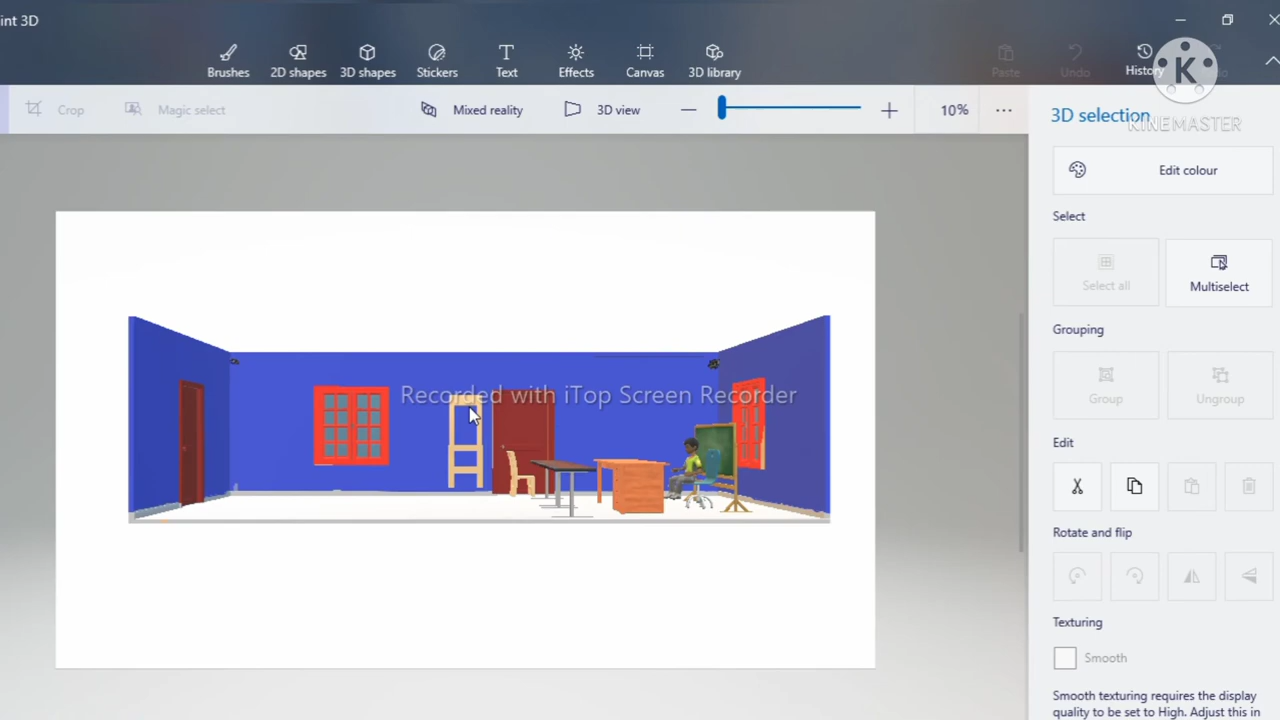 int 3D
Brushes 2D shapes 3D shapes Stickers Text Effects Canvas 3D library Paste Undo History
K
KINEMASTER
Crop Magic select Mixed reality 3D view 10%
3D selection
Edit colour
Select
Select all Multiselect
Grouping
Group Ungroup
Edit
Rotate and flip
Texturing
Smooth
Smooth texturing requires the display
quality to be set to High. Adjust this in
Recorded with iTop Screen Recorder